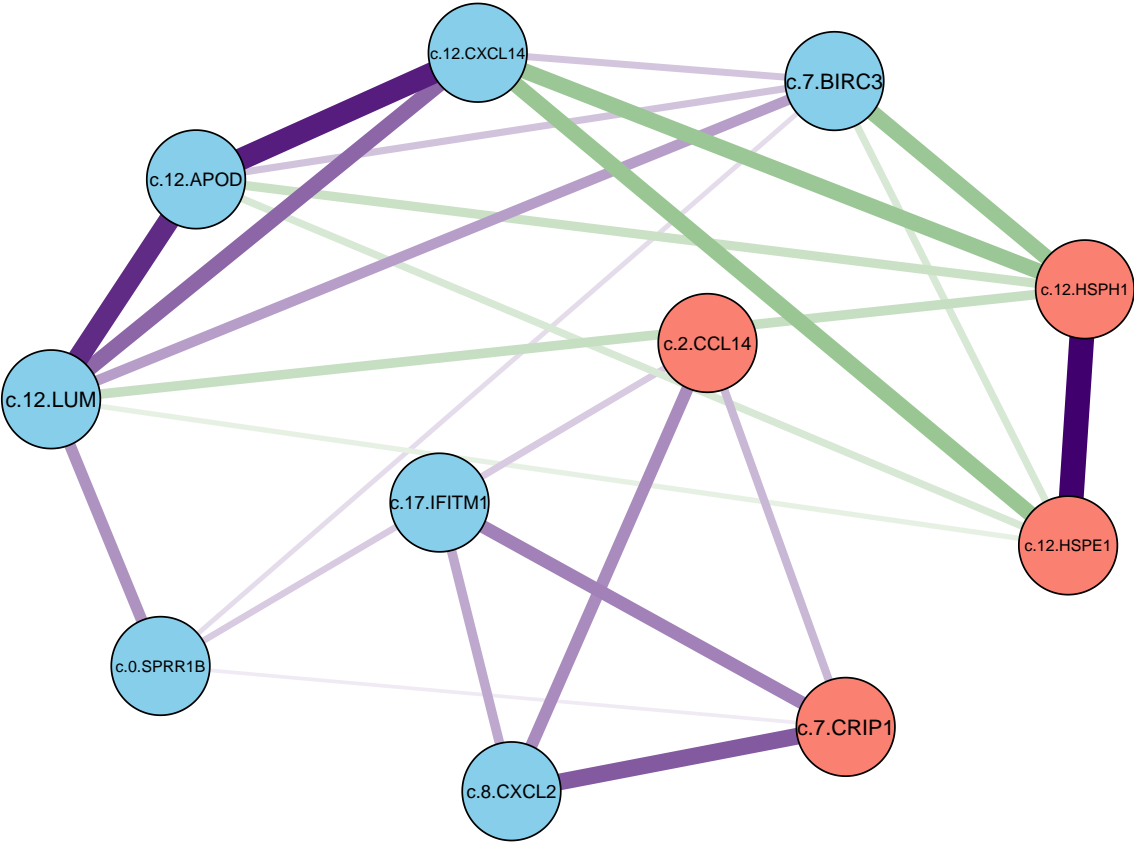 c.12.CXCL14
c.7.BIRC3
c.12.APOD
c.12.HSPH1
c.2.CCL14
c.12.LUM
c.17.IFITM1
c.12.HSPE1
c.0.SPRR1B
c.7.CRIP1
c.8.CXCL2